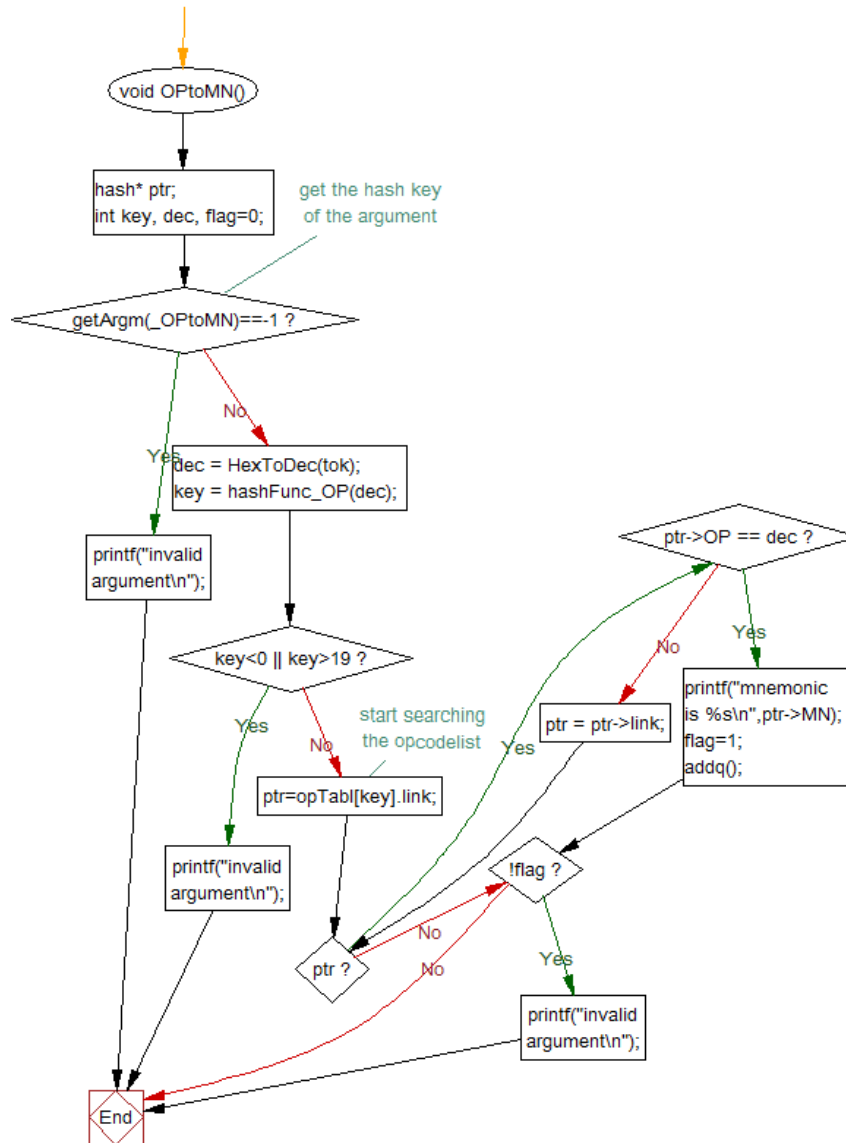 void OPtoMN()
hash* ptr;
int key, dec, flag=0;
get the hash key
of the argument
getArgm(_OPtoMN)==-1 ?
No
Yes
dec = HexToDec(tok);
key = hashFunc_OP(dec);
printf("invalid
argument\n");
ptr->OP == dec ?
No
Yes
key<0 || key>19 ?
Yes
No
start searching
the opcodelist
Yes
ptr = ptr->link;
printf("mnemonic
is %s\n",ptr->MN);
flag=1;
addq();
ptr=opTabl[key].link;
printf("invalid
argument\n");
!flag ?
No
ptr ?
No
Yes
printf("invalid
argument\n");
End